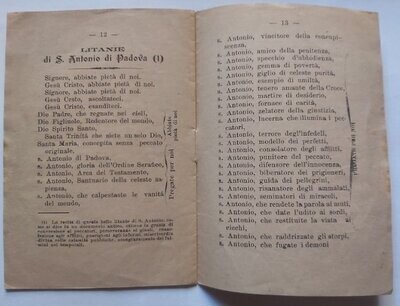 — 12 —
LITANIE
di S. Antonio di Padova (1)
Signore, abbiate pietà di noi.
Gesù Cristo, abbiate pietà di noi.
Signore, abbiate pietà di noi.
Gesù Cristo, ascoltateci.
Gesù Cristo, esauditeci.
Dio Padre, che regnate nei cieli,
Dio Figliuolo, Redentore del mondo,
Dio Spirito Santo,
Santa Trinità che siete un solo Dio,
Santa Maria, concepita senza peccato
originale.
Abbiate pietà di noi
s. Antonio di Padova.
s. Antonio, gloria dell'Ordine Serafico
s. Antonio, Arca del Testamento,
s. Antonio, Santuario della celeste sa-
pienza,
s. Antonio, che calpestate le vanità
del mondo,
Pregate per noi
— 13 —
s. Antonio, vincitore della concupi-
scenza,
s. Antonio, amico della penitenza,
s. Antonio, specchio d'ubbidienza,
s. Antonio, gemma di povertà,
s. Antonio, giglio di celeste purità,
s. Antonio, esempio di umiltà,
s. Antonio, tenero amante della Croce,
s. Antonio, martire di desiderio,
s. Antonio, fornace di carità,
s. Antonio, zelatore della giustizia,
s. Antonio, lucerna che illumina i pec-
catori,
s. Antonio, terrore degl'infedeli,
s. Antonio, modello dei perfetti,
s. Antonio, consolatore degli afflitti,
s. Antonio, punitore del peccato,
s. Antonio, difensore dell'innocenza,
s. Antonio, liberatore dei prigionieri,
s. Antonio, guida dei pellegrini,
s. Antonio, risanatore degli ammalati,
s. Antonio, seminatori di miracoli,
s. Antonio, che rendete la parola ai muti,
s. Antonio, che date l'udito ai sordi,
s. Antonio, che restituite la vista ai
ciechi,
s. Antonio, che raddrizzate gli storpi,
s. Antonio, che fugate i demoni